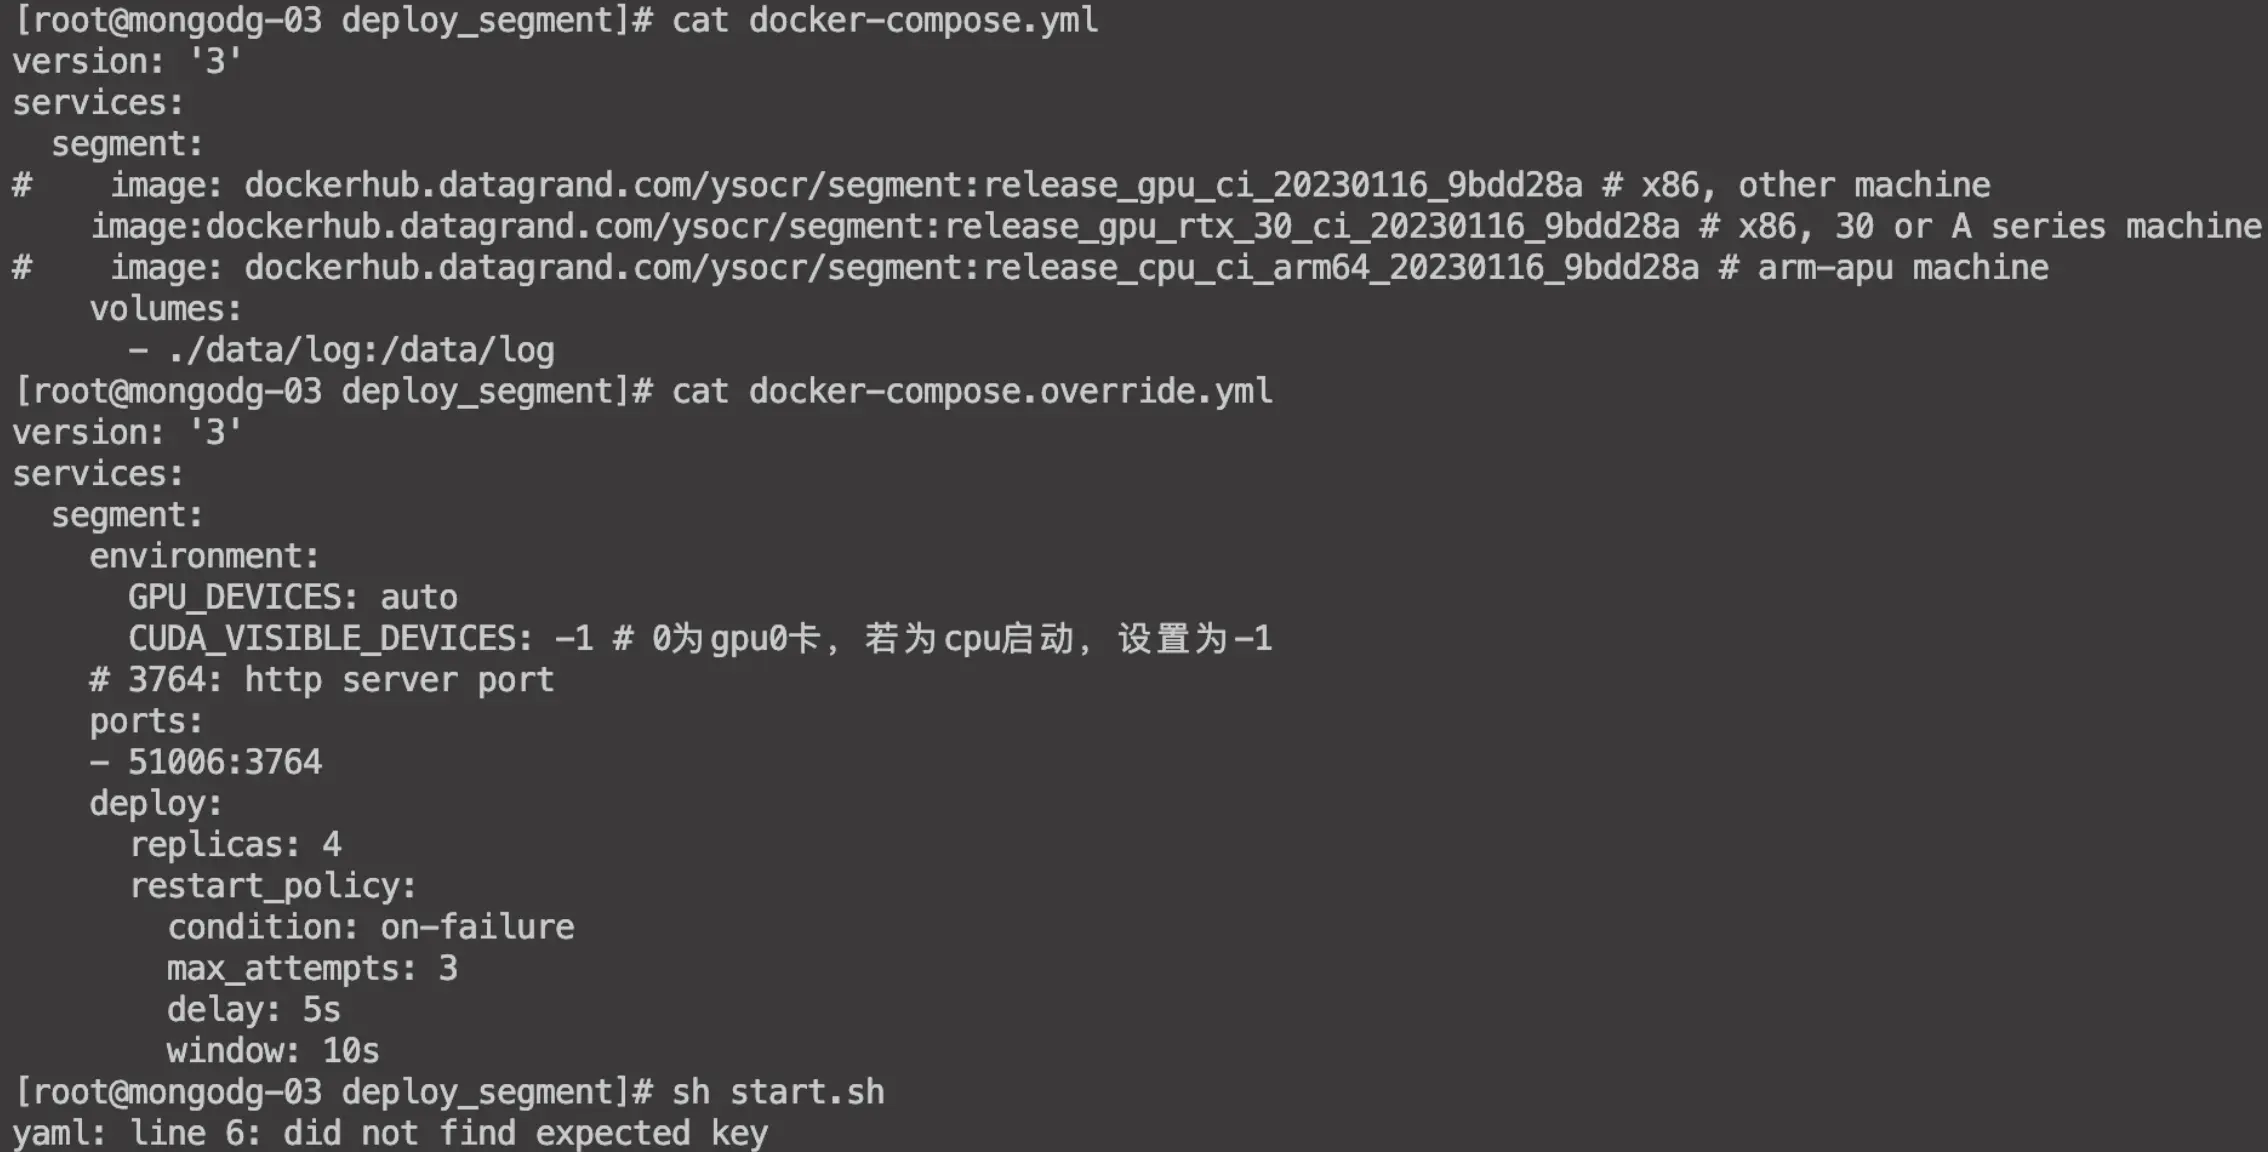 [root@mongodg-03 deploy_segment]# cat docker-compose.yml
version: '3'
services:
  segment:
#    image: dockerhub.datagrand.com/ysocr/segment:release_gpu_ci_20230116_9bdd28a # x86, other machine
    image:dockerhub.datagrand.com/ysocr/segment:release_gpu_rtx_30_ci_20230116_9bdd28a # x86, 30 or A series machine
#    image: dockerhub.datagrand.com/ysocr/segment:release_cpu_ci_arm64_20230116_9bdd28a # arm-apu machine
    volumes:
      - ./data/log:/data/log
[root@mongodg-03 deploy_segment]# cat docker-compose.override.yml
version: '3'
services:
  segment:
    environment:
      GPU_DEVICES: auto
      CUDA_VISIBLE_DEVICES: -1 # 0为gpu0卡, 若为cpu启动, 设置为-1
    # 3764: http server port
    ports:
    - 51006:3764
    deploy:
      replicas: 4
      restart_policy:
        condition: on-failure
        max_attempts: 3
        delay: 5s
        window: 10s
[root@mongodg-03 deploy_segment]# sh start.sh
yaml: line 6: did not find expected key